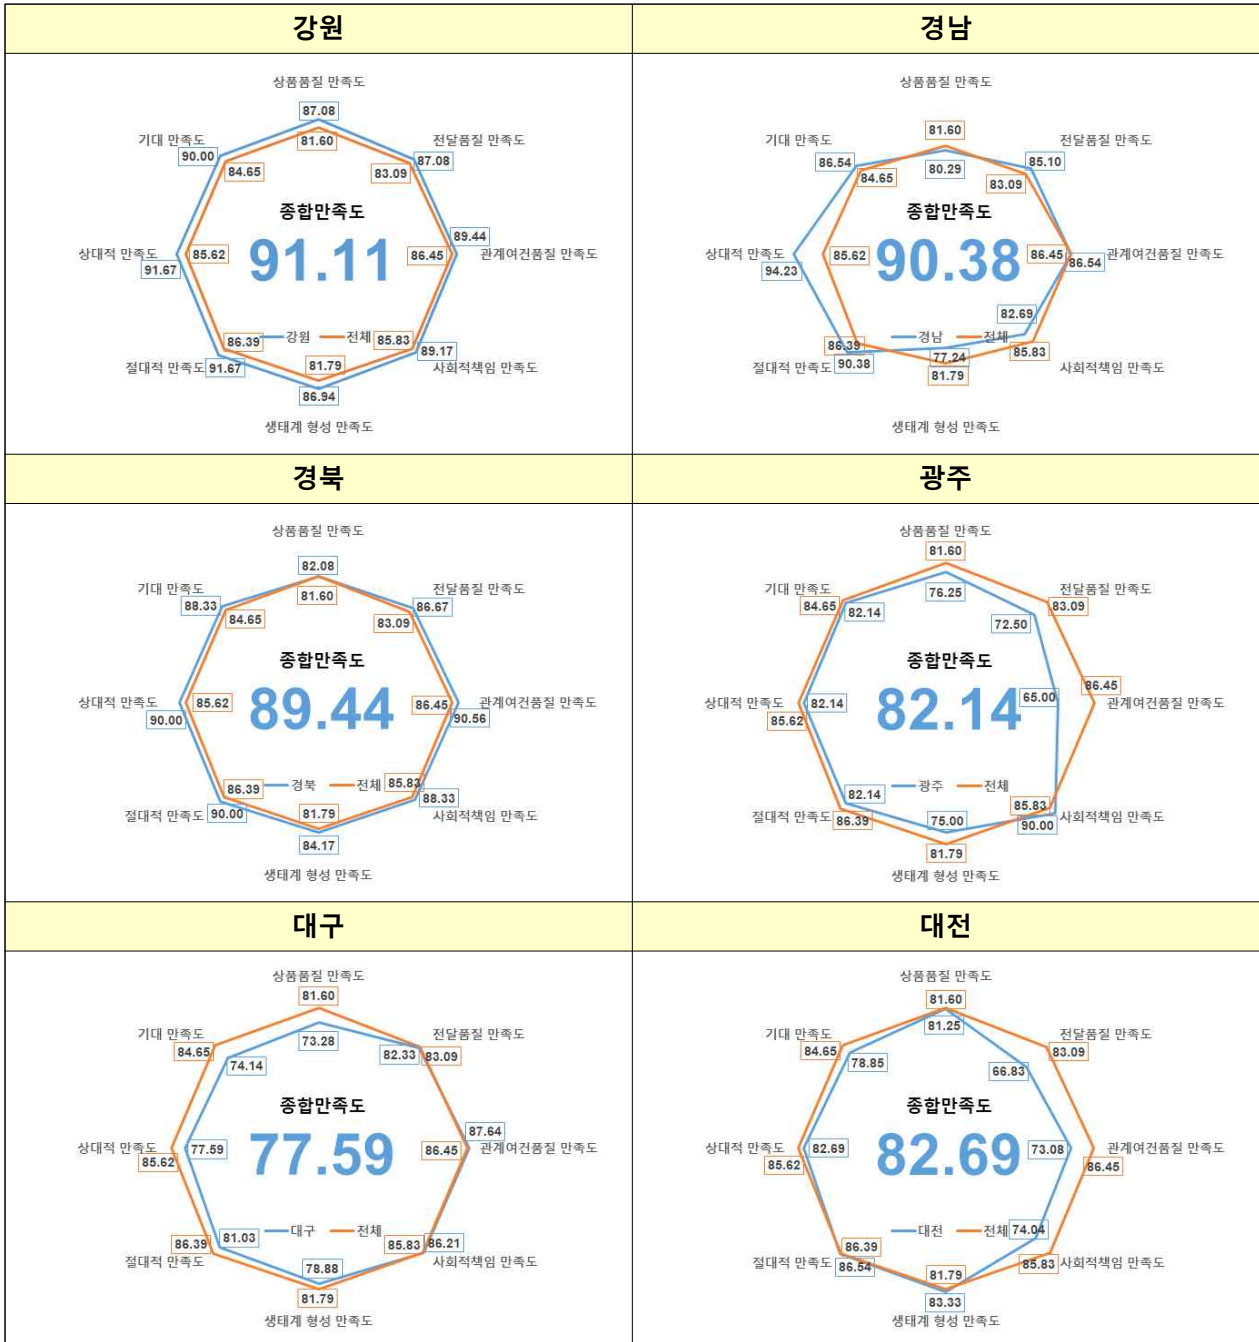 강원
상품품질 만족도
87.08
81.60
기대 만족도
90.00
84.65
전달품질 만족도
87.08
83.09
종합만족도
91.11
상대적 만족도
85.62
91.67
89.44
86.45
관계여건품질 만족도
86.39
강원
전체
85.83
89.17
절대적 만족도
91.67
81.79
86.94
사회적책임 만족도
생태계 형성 만족도
경남
상품품질 만족도
81.60
80.29
기대 만족도
86.54
84.65
전달품질 만족도
85.10
83.09
종합만족도
90.38
상대적 만족도
94.23
85.62
86.45
86.54
관계여건품질 만족도
82.69
경남
전체
86.39
90.38
절대적 만족도
77.24
81.79
85.83
사회적책임 만족도
생태계 형성 만족도
경북
상품품질 만족도
82.08
81.60
기대 만족도
88.33
84.65
전달품질 만족도
86.67
83.09
종합만족도
89.44
상대적 만족도
85.62
90.00
86.45
90.56
관계여건품질 만족도
86.39
경북
전체
85.83
88.33
절대적 만족도
90.00
81.79
84.17
사회적책임 만족도
생태계 형성 만족도
광주
상품품질 만족도
81.60
76.25
기대 만족도
84.65
82.14
전달품질 만족도
83.09
72.50
종합만족도
82.14
상대적 만족도
82.14
85.62
86.45
65.00
관계여건품질 만족도
82.14
광주
전체
85.83
90.00
절대적 만족도
86.39
75.00
81.79
사회적책임 만족도
생태계 형성 만족도
대구
상품품질 만족도
81.60
73.28
기대 만족도
84.65
74.14
전달품질 만족도
82.33
83.09
종합만족도
77.59
상대적 만족도
77.59
85.62
87.64
86.45
관계여건품질 만족도
81.03
대구
전체
85.83
86.21
절대적 만족도
86.39
78.88
81.79
사회적책임 만족도
생태계 형성 만족도
대전
상품품질 만족도
81.60
81.25
기대 만족도
84.65
78.85
전달품질 만족도
83.09
66.83
종합만족도
82.69
상대적 만족도
82.69
85.62
73.08
86.45
관계여건품질 만족도
74.04
대전
전체
86.39
86.54
절대적 만족도
81.79
83.33
85.83
사회적책임 만족도
생태계 형성 만족도